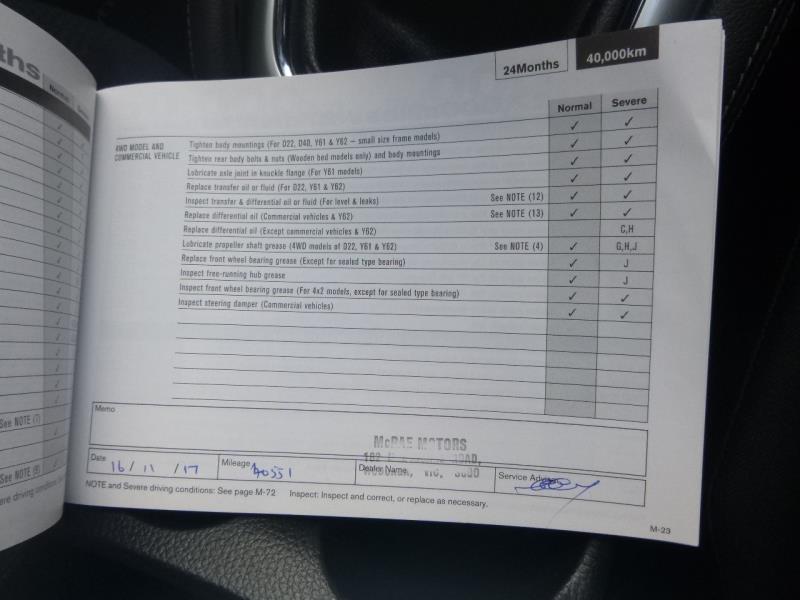 ths
Normal
24Months
40,000km
Normal Severe
4WD MODEL AND COMMERCIAL VEHICLE
Tighten body mountings (For D22, D40, Y61 & Y62 – small size frame models) ✓ ✓
Tighten rear body bolts & nuts (Wooden bed models only) and body mountings ✓ ✓
Lubricate axle joint in knuckle flange (For Y61 models) ✓ ✓
Replace transfer oil or fluid (For D22, Y61 & Y62) ✓ ✓
Inspect transfer & differential oil or fluid (For level & leaks) See NOTE (12) ✓ ✓
Replace differential oil (Commercial vehicles & Y62) See NOTE (13) ✓ ✓
Replace differential oil (Except commercial vehicles & Y62) C,H
Lubricate propeller shaft grease (4WD models of D22, Y61 & Y62) See NOTE (4) ✓ G,H,J
Replace front wheel bearing grease (Except for sealed type bearing) ✓ J
Inspect free-running hub grease ✓ J
Inspect front wheel bearing grease (For 4x2 models, except for sealed type bearing) ✓ ✓
Inspect steering damper (Commercial vehicles) ✓ ✓
See NOTE (7)
See NOTE (8)
ere driving conditions
Memo
McRAE MOTORS
WODONGA, VIC, 3690
Date 16/11/17 Mileage 40551 Dealer Name Service Advisor
NOTE and Severe driving conditions: See page M-72 Inspect: Inspect and correct, or replace as necessary.
M-23